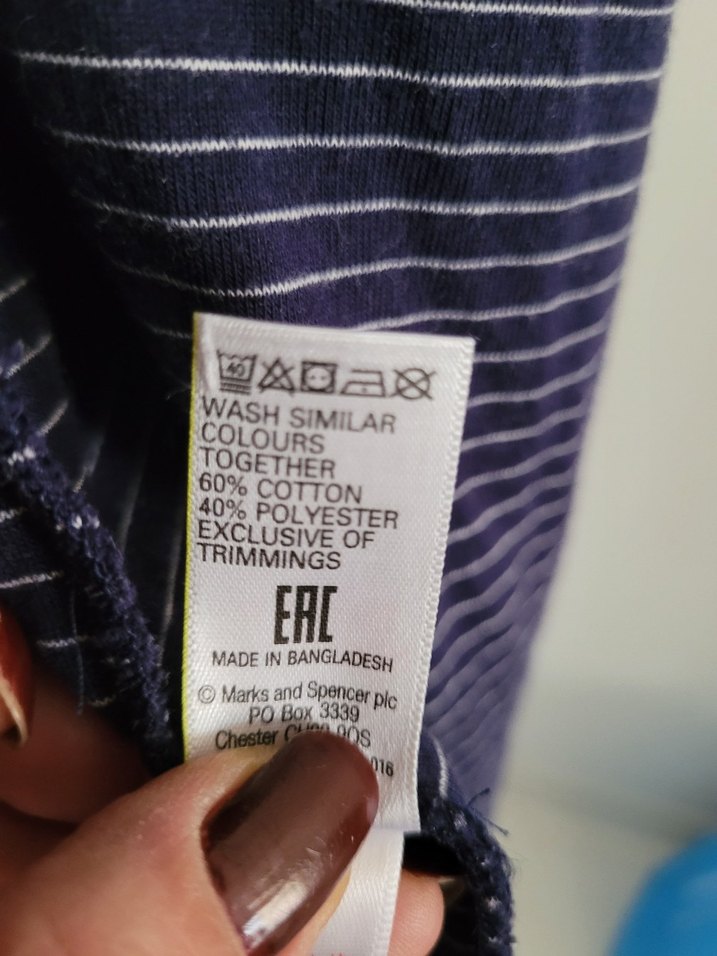 40
WASH SIMILAR
COLOURS
TOGETHER
60% COTTON
40% POLYESTER
EXCLUSIVE OF
TRIMMINGS
EAC
MADE IN BANGLADESH
© Marks and Spencer plc
PO Box 3339
Chester